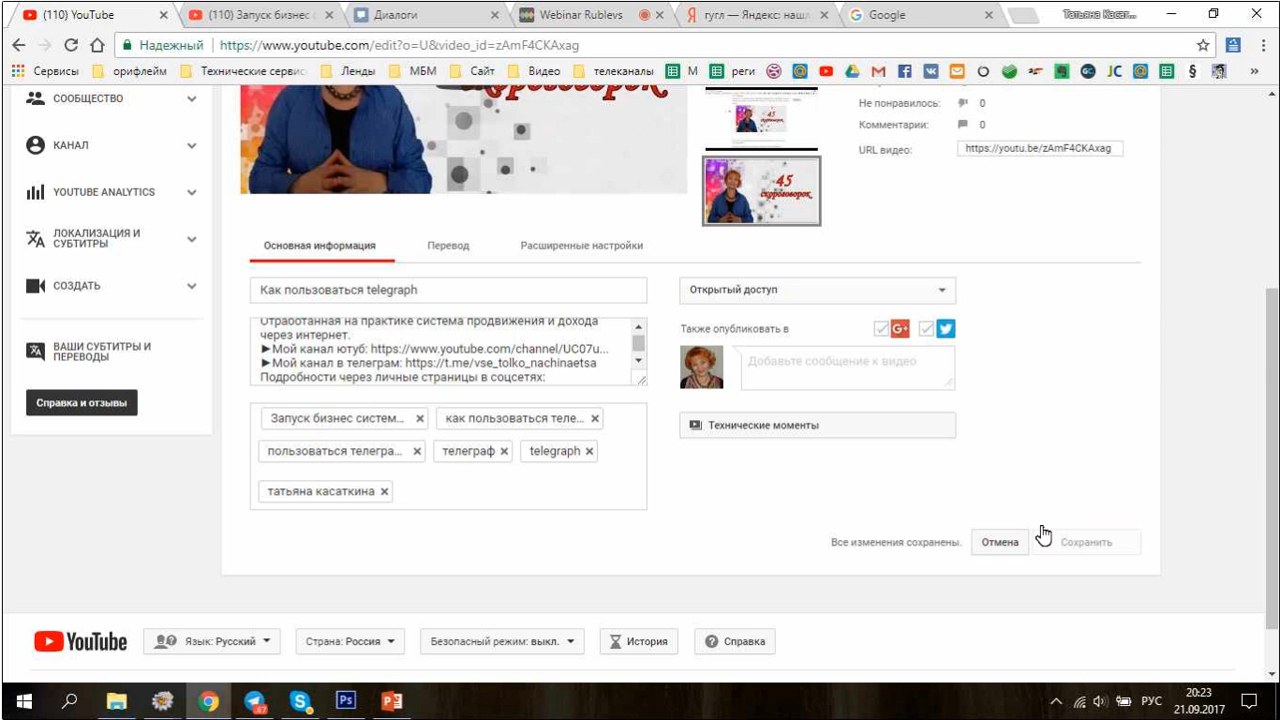 (110) YouTube
(110) Запуск бизнес с
Диалоги
Webinar Rublevs
гугл — Яндекс: нашл
Google
Надежный
https://www.youtube.com/edit?o=U&video_id=zAmF4CKAxag
Сервисы
орифлейм
Технические сервис
Ленды
МБМ
Сайт
Видео
телеканалы
М
реги
JC
§
»
СООБЩЕСТВО
КАНАЛ
YOUTUBE ANALYTICS
ЛОКАЛИЗАЦИЯ И
СУБТИТРЫ
СОЗДАТЬ
ВАШИ СУБТИТРЫ И
ПЕРЕВОДЫ
Справка и отзывы
скороговорок
45
скороговорок
Не понравилось: 0
Комментарии: 0
URL видео: https://youtu.be/zAmF4CKAxag
Основная информация
Перевод
Расширенные настройки
Как пользоваться telegraph
Отработанная на практике система продвижения и дохода
через интернет.
►Мой канал ютуб: https://www.youtube.com/channel/UC07u...
►Мой канал в телеграм: https://t.me/vse_tolko_nachinaetsa
Подробности через личные страницы в соцсетях:
Запуск бизнес систем...
как пользоваться теле...
пользоваться телегра...
телеграф
telegraph
татьяна касаткина
Открытый доступ
Также опубликовать в
G+
Добавьте сообщение к видео
Технические моменты
Все изменения сохранены.
Отмена
Сохранить
YouTube
Язык: Русский
Страна: Россия
Безопасный режим: выкл.
История
Справка
РУС
20:23
21.09.2017